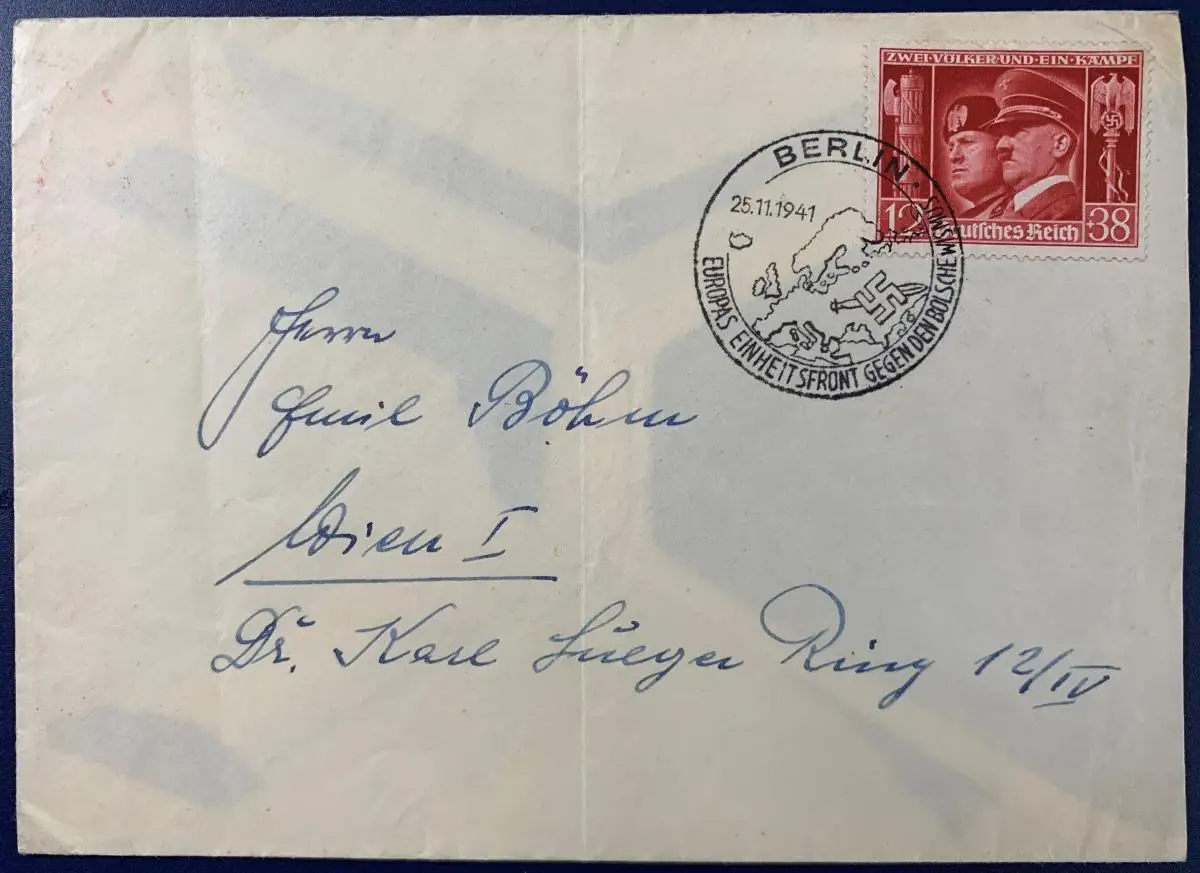 ZWEI·VÖLKER·UND·EIN·KAMPF
12 Deutsches Reich +38
BERLIN
25.11.1941
EUROPAS EINHEITSFRONT GEGEN DEN BOLSCHEWISMUS
Herrn
Emil Böhm
Wien I
Dr. Karl Lueger Ring 12/IV